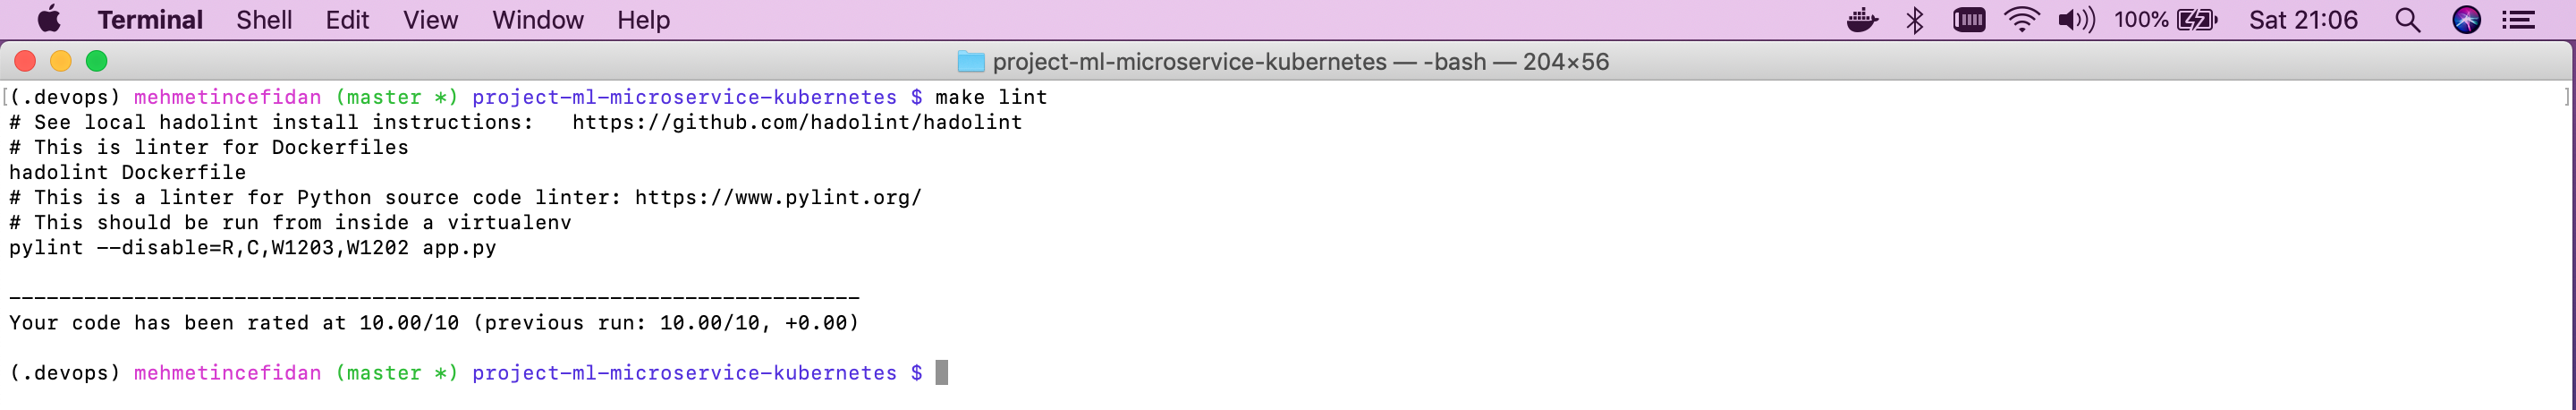 Terminal Shell Edit View Window Help 100% Sat 21:06
project-ml-microservice-kubernetes — -bash — 204×56
[(.devops) mehmetincefidan (master *) project-ml-microservice-kubernetes $ make lint ]
# See local hadolint install instructions:   https://github.com/hadolint/hadolint
# This is linter for Dockerfiles
hadolint Dockerfile
# This is a linter for Python source code linter: https://www.pylint.org/
# This should be run from inside a virtualenv
pylint --disable=R,C,W1203,W1202 app.py
--------------------------------------------------------------------
Your code has been rated at 10.00/10 (previous run: 10.00/10, +0.00)
(.devops) mehmetincefidan (master *) project-ml-microservice-kubernetes $